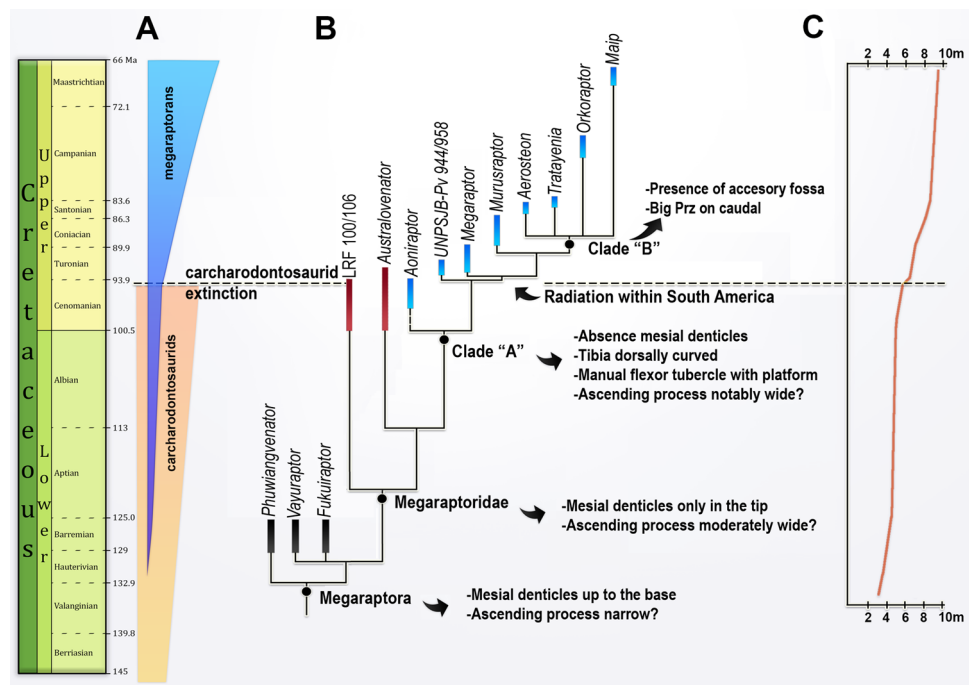 A
B
C
66 Ma
Maastrichtian
72.1
Campanian
83.6
Santonian
86.3
Coniacian
89.9
Turonian
93.9
Cenomanian
100.5
Albian
113
Aptian
125.0
Barremian
129
Hauterivian
132.9
Valanginian
139.8
Berriasian
145
Cretaceous
Upper
Lower
megaraptorans
carcharodontosaurids
carcharodontosaurid
extinction
Phuwiangvenator
Vayuraptor
Fukuiraptor
LRF 100/106
Australovenator
Aoniraptor
UNPSJB-Pv 944/958
Megaraptor
Murusraptor
Aerosteon
Tratayenia
Orkoraptor
Maip
-Presence of accesory fossa
-Big Prz on caudal
Clade “B”
Radiation within South America
Clade “A”
-Absence mesial denticles
-Tibia dorsally curved
-Manual flexor tubercle with platform
-Ascending process notably wide?
Megaraptoridae
-Mesial denticles only in the tip
-Ascending process moderately wide?
Megaraptora
-Mesial denticles up to the base
-Ascending process narrow?
2 4 6 8 10m
2 4 6 8 10m